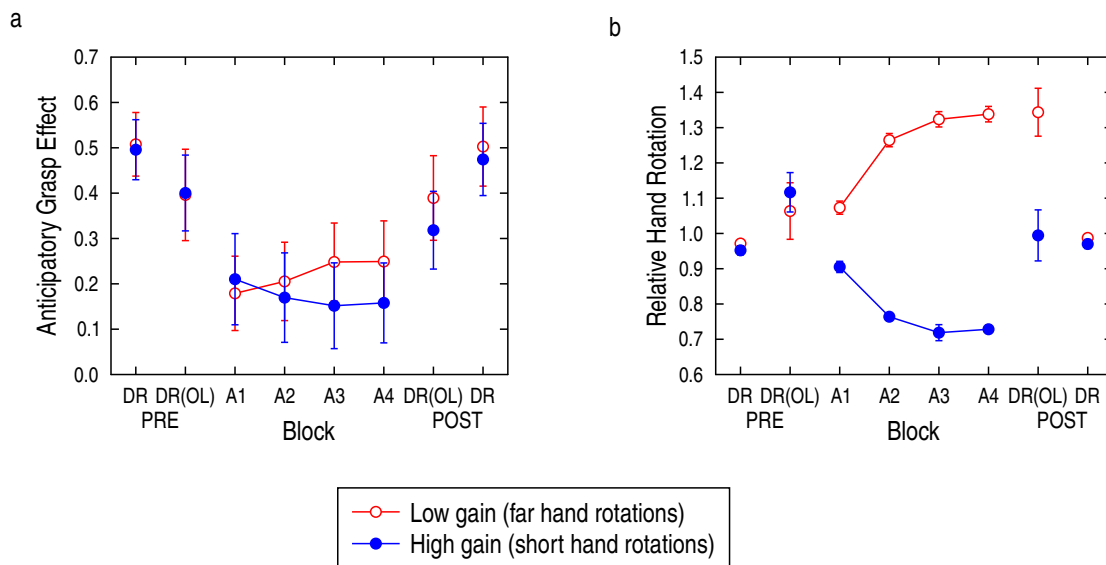 a
Anticipatory Grasp Effect
0.7
0.6
0.5
0.4
0.3
0.2
0.1
0.0
DR DR(OL) A1 A2 A3 A4 DR(OL) DR
PRE POST
Block
b
Relative Hand Rotation
1.5
1.4
1.3
1.2
1.1
1.0
0.9
0.8
0.7
0.6
DR DR(OL) A1 A2 A3 A4 DR(OL) DR
PRE POST
Block
Low gain (far hand rotations)
High gain (short hand rotations)